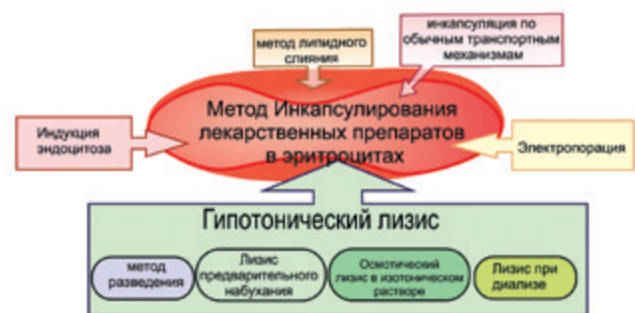 метод липидного
слияния
инкапсуляция по
обычным транспортным
механизмам
Метод Инкапсулирования
лекарственных препаратов
в эритроцитах
Индукция
эндоцитоза
Электропорация
Гипотонический лизис
метод
разведения
Лизис
предварительного
набухания
Осмотический
лизис в изотоническом
растворе
Лизис при
диализе